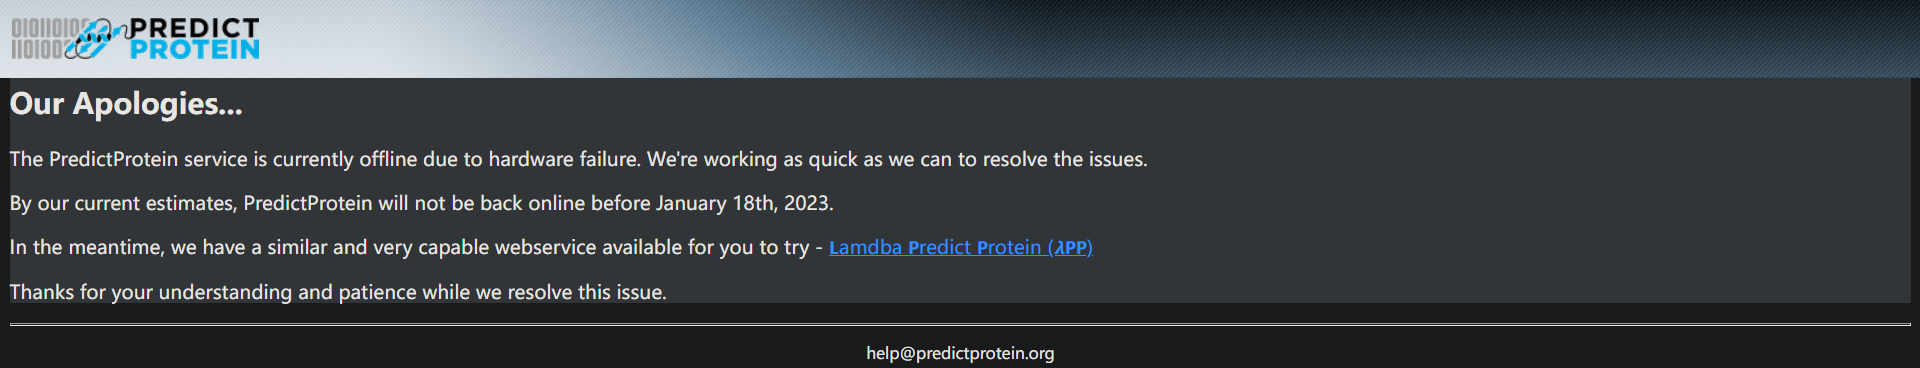 01011010
PREDICT
110100
PROTEIN
Our Apologies...
The PredictProtein service is currently offline due to hardware failure. We're working as quick as we can to resolve the issues.
By our current estimates, PredictProtein will not be back online before January 18th, 2023.
In the meantime, we have a similar and very capable webservice available for you to try - Lamdba Predict Protein (λPP)
Thanks for your understanding and patience while we resolve this issue.
help@predictprotein.org